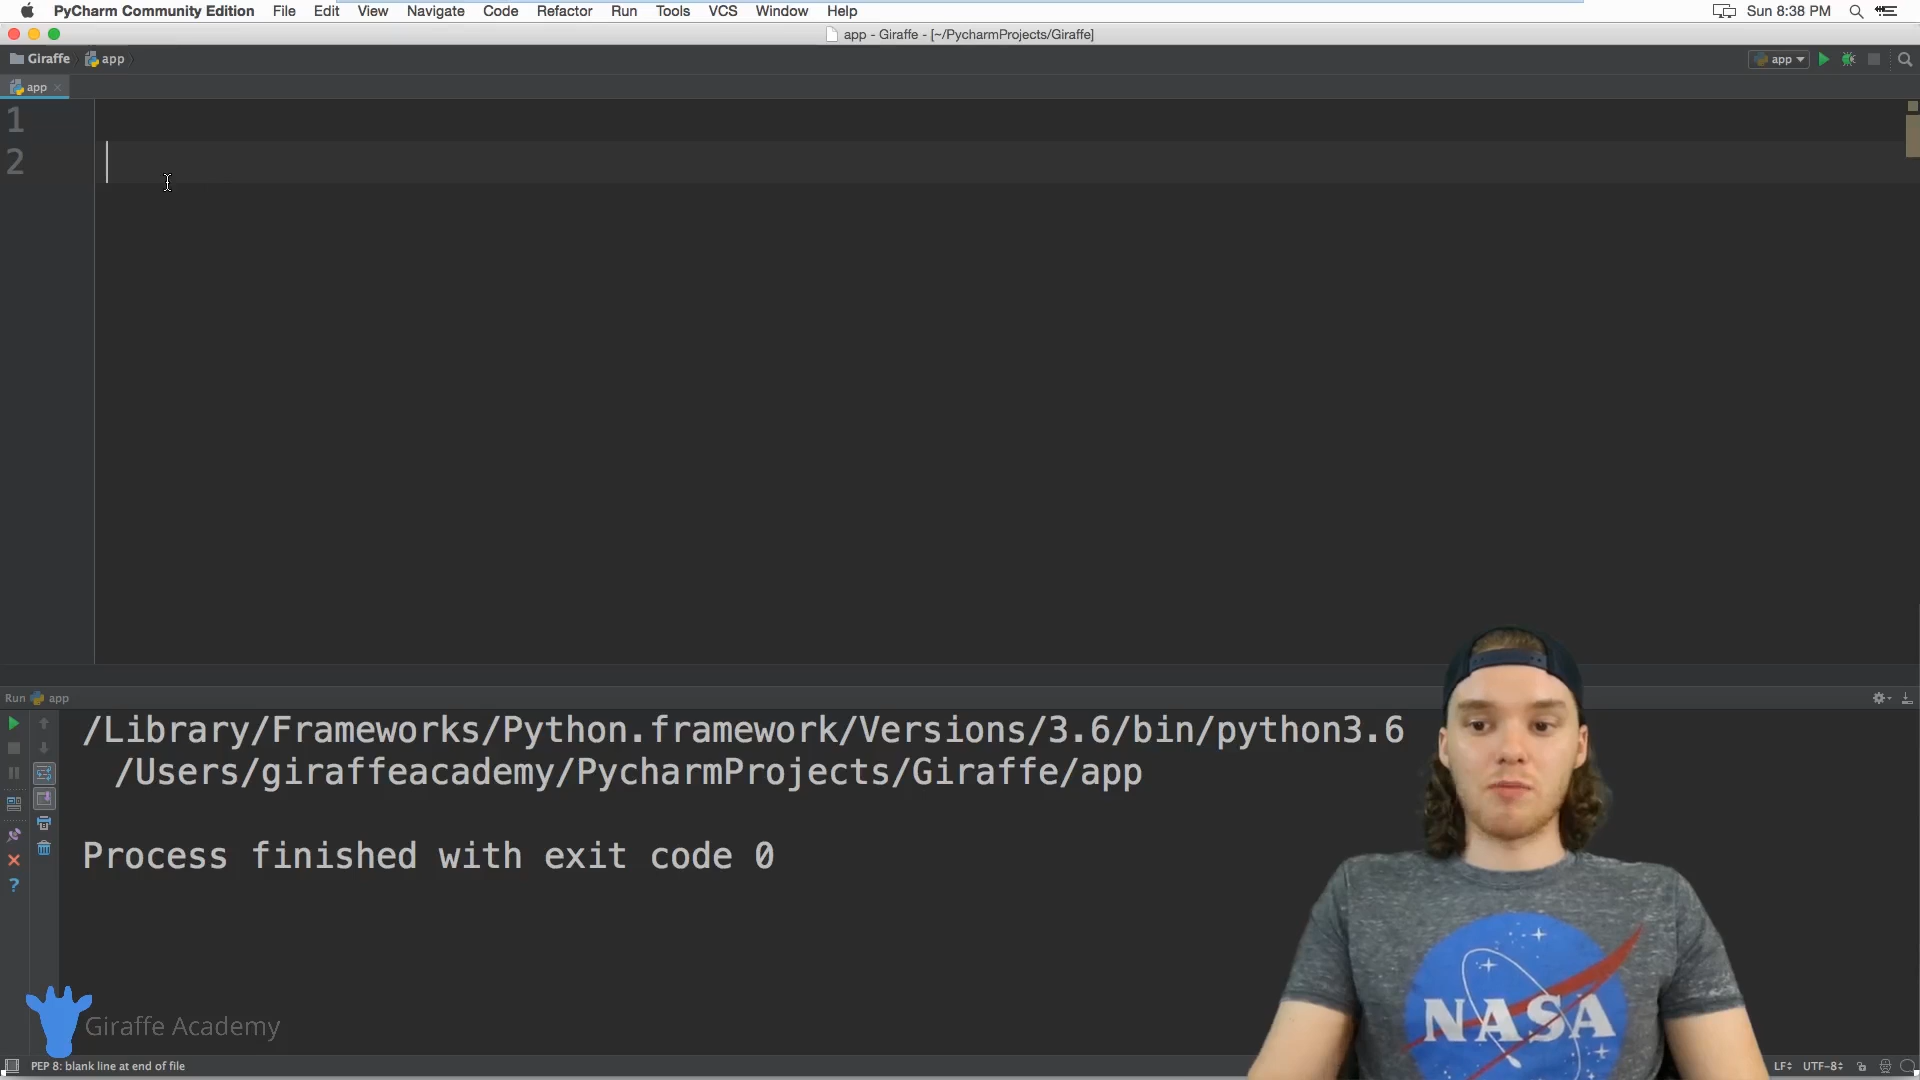 PyCharm Community Edition File Edit View Navigate Code Refactor Run Tools VCS Window Help Sun 8:38 PM
app - Giraffe - [~/PycharmProjects/Giraffe]
Giraffe app app
app
1
2
Run app
/Library/Frameworks/Python.framework/Versions/3.6/bin/python3.6
/Users/giraffeacademy/PycharmProjects/Giraffe/app
Process finished with exit code 0
NASA
Giraffe Academy
PEP 8: blank line at end of file LF UTF-8